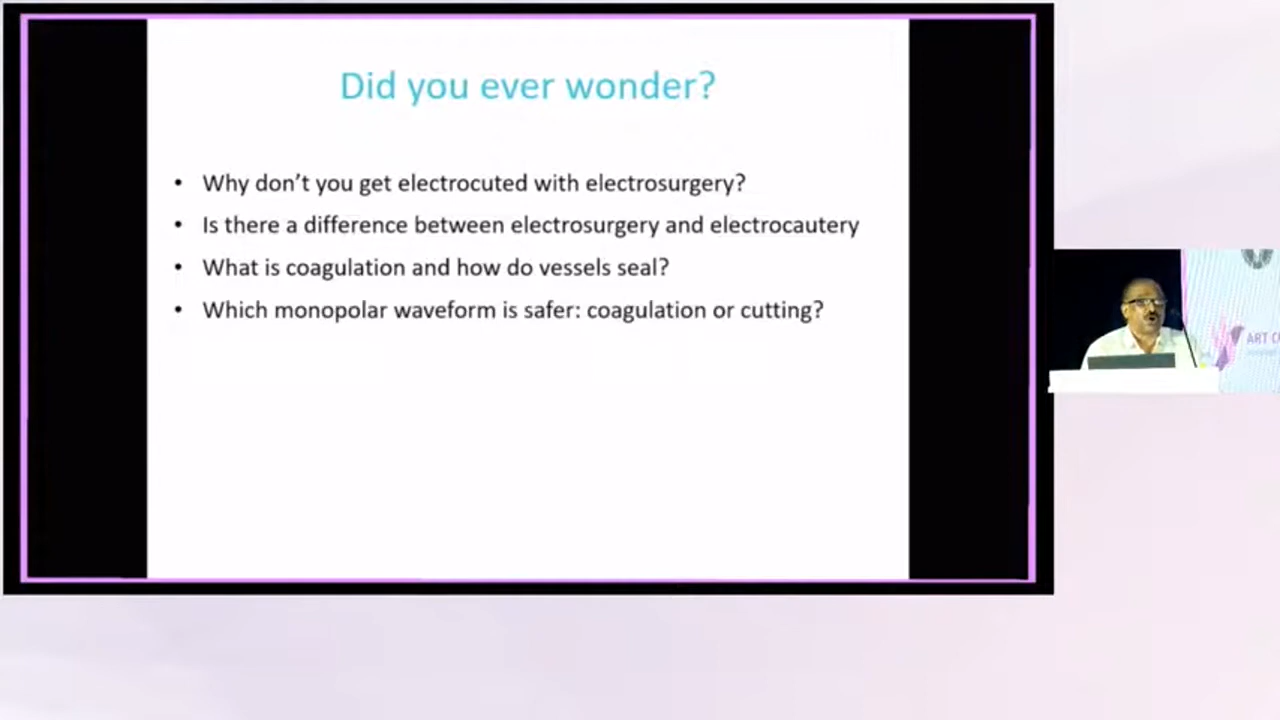 Did you ever wonder?
• Why don’t you get electrocuted with electrosurgery?
• Is there a difference between electrosurgery and electrocautery
• What is coagulation and how do vessels seal?
• Which monopolar waveform is safer: coagulation or cutting?
ART